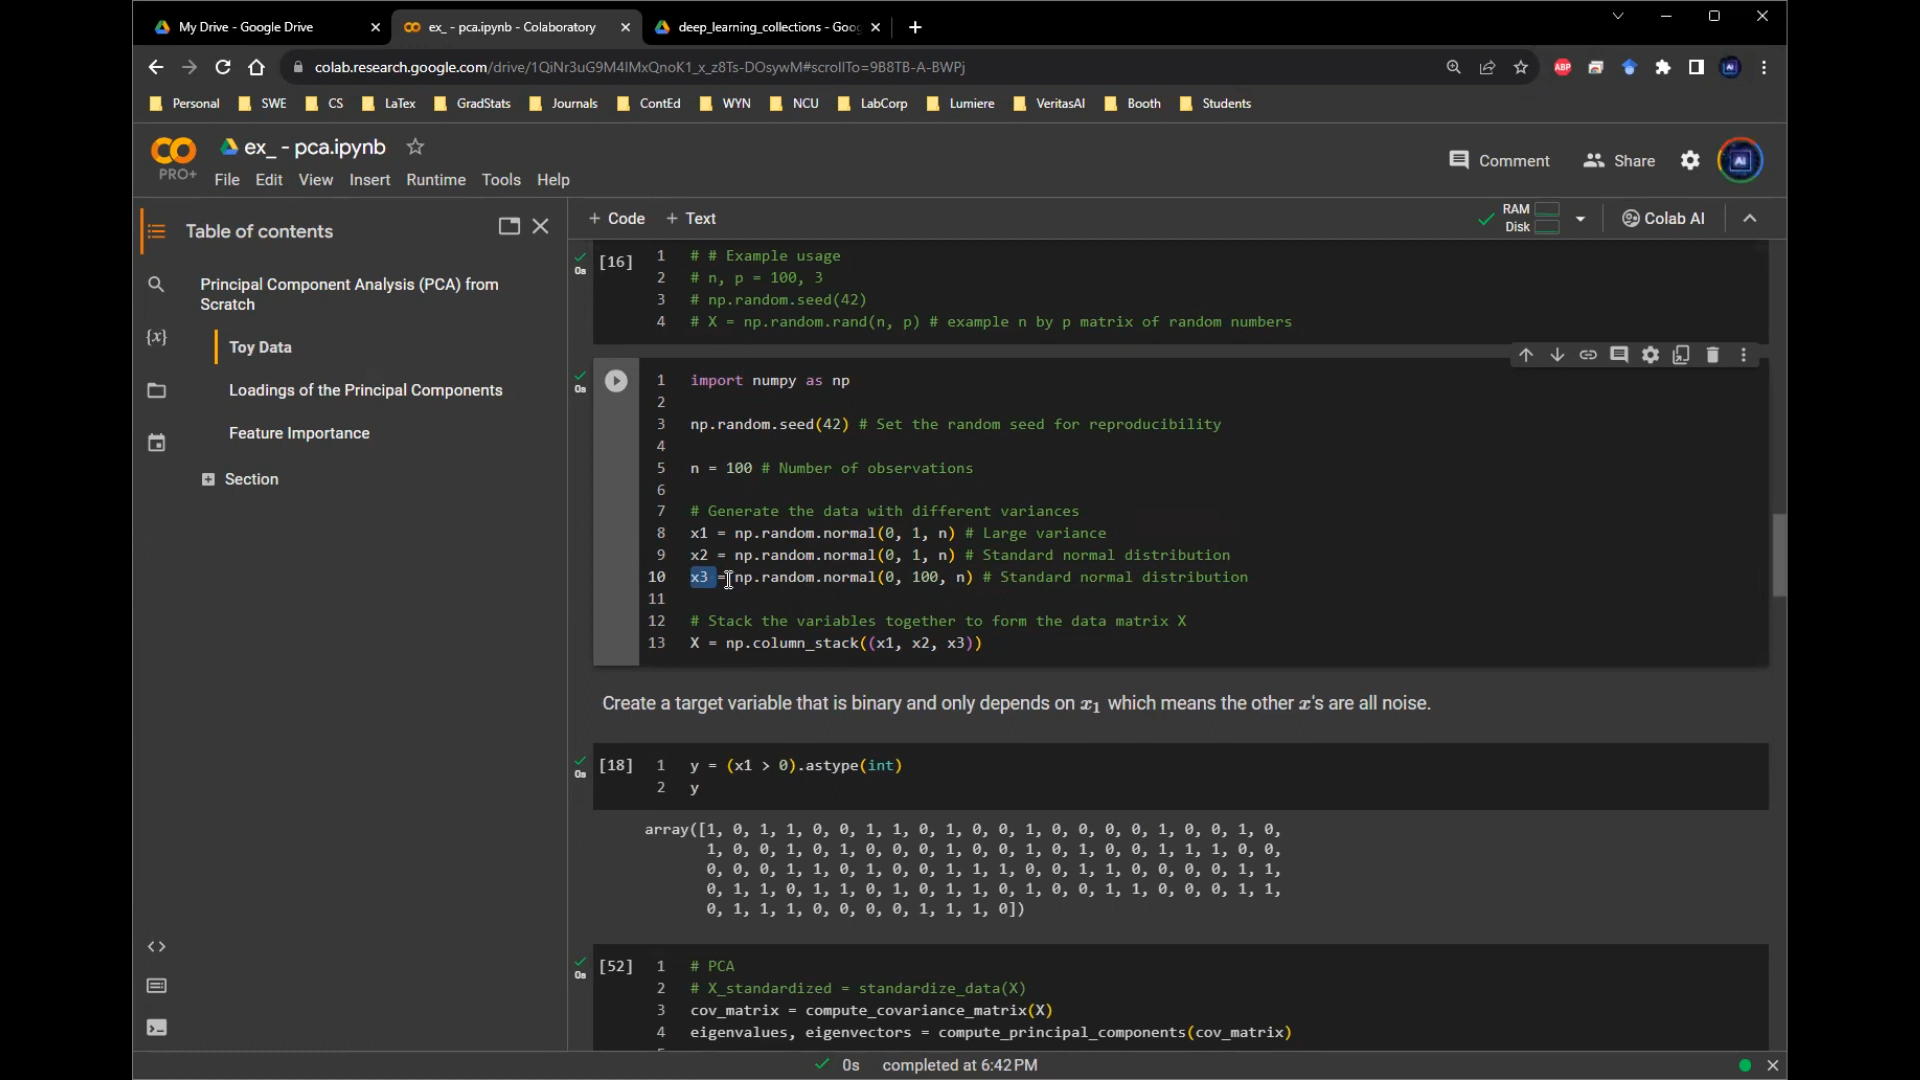 My Drive - Google Drive
ex_ - pca.ipynb - Colaboratory
deep_learning_collections - Goog
colab.research.google.com/drive/1QiNr3uG9M4IMxQnoK1_x_z8Ts-DOsywM#scrollTo=9B8TB-A-BWPj
ABP
AI
Personal
SWE
CS
LaTex
GradStats
Journals
ContEd
WYN
NCU
LabCorp
Lumiere
VeritasAI
Booth
Students
PRO+
ex_ - pca.ipynb
File
Edit
View
Insert
Runtime
Tools
Help
Comment
Share
AI
Table of contents
Principal Component Analysis (PCA) from
Scratch
Toy Data
Loadings of the Principal Components
Feature Importance
Section
{x}
+ Code
+ Text
RAM
Disk
Colab AI
0s
[16]
1 # # Example usage
2 # n, p = 100, 3
3 # np.random.seed(42)
4 # X = np.random.rand(n, p) # example n by p matrix of random numbers
0s
1 import numpy as np
2
3 np.random.seed(42) # Set the random seed for reproducibility
4
5 n = 100 # Number of observations
6
7 # Generate the data with different variances
8 x1 = np.random.normal(0, 1, n) # Large variance
9 x2 = np.random.normal(0, 1, n) # Standard normal distribution
10 x3 = np.random.normal(0, 100, n) # Standard normal distribution
11
12 # Stack the variables together to form the data matrix X
13 X = np.column_stack((x1, x2, x3))
Create a target variable that is binary and only depends on x1 which means the other x's are all noise.
0s
[18]
1 y = (x1 > 0).astype(int)
2 y
array([1, 0, 1, 1, 0, 0, 1, 1, 0, 1, 0, 0, 1, 0, 0, 0, 0, 1, 0, 0, 1, 0,
1, 0, 0, 1, 0, 1, 0, 0, 0, 1, 0, 0, 1, 0, 1, 0, 0, 1, 1, 1, 0, 0,
0, 0, 0, 1, 1, 0, 1, 0, 0, 1, 1, 1, 0, 0, 1, 1, 0, 0, 0, 0, 1, 1,
0, 1, 1, 0, 1, 1, 0, 1, 0, 1, 1, 0, 1, 0, 0, 1, 1, 0, 0, 0, 1, 1,
0, 1, 1, 1, 0, 0, 0, 0, 1, 1, 1, 0])
0s
[52]
1 # PCA
2 # X_standardized = standardize_data(X)
3 cov_matrix = compute_covariance_matrix(X)
4 eigenvalues, eigenvectors = compute_principal_components(cov_matrix)
0s completed at 6:42 PM